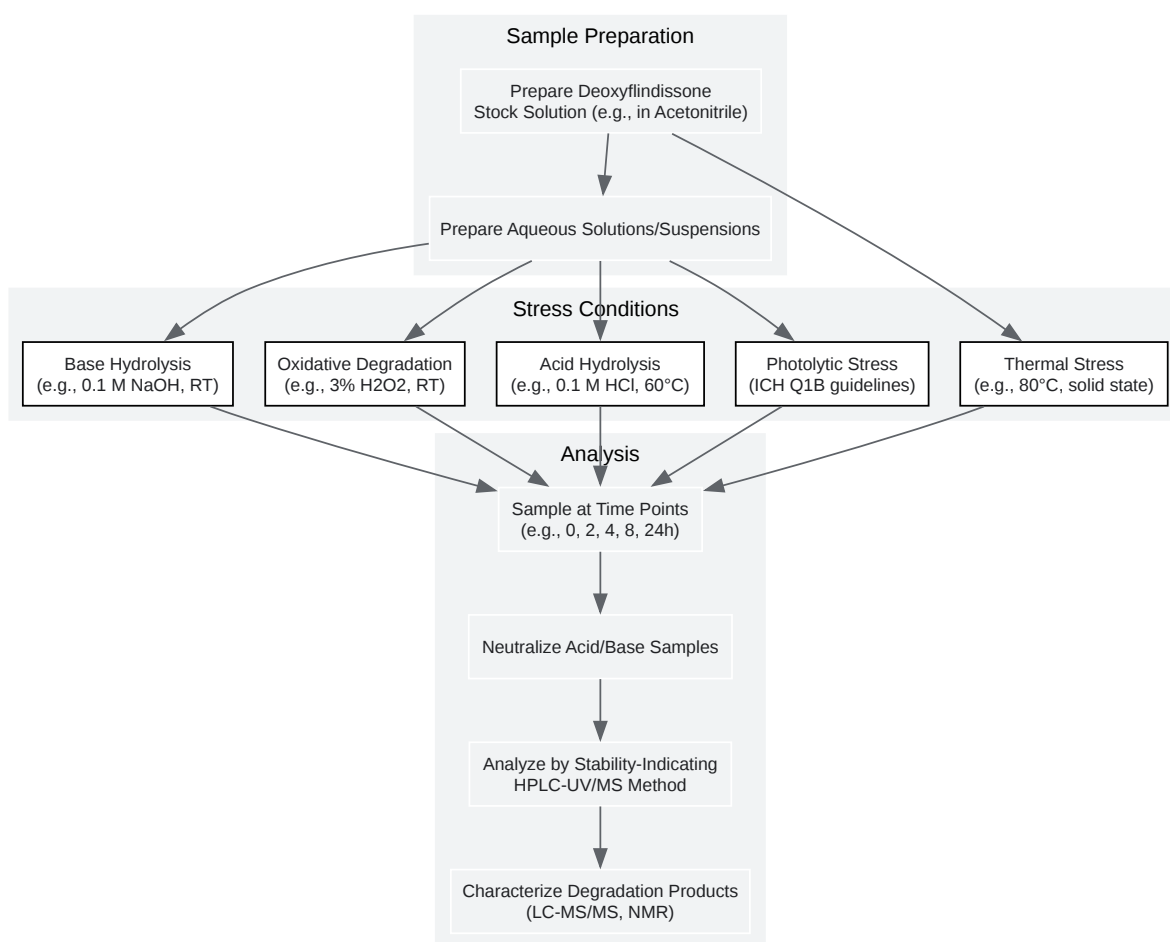 Sample Preparation
Prepare Deoxyflindissone
Stock Solution (e.g., in Acetonitrile)
Prepare Aqueous Solutions/Suspensions
Stress Conditions
Base Hydrolysis
(e.g., 0.1 M NaOH, RT)
Oxidative Degradation
(e.g., 3% H2O2, RT)
Acid Hydrolysis
(e.g., 0.1 M HCl, 60°C)
Photolytic Stress
(ICH Q1B guidelines)
Thermal Stress
(e.g., 80°C, solid state)
Analysis
Sample at Time Points
(e.g., 0, 2, 4, 8, 24h)
Neutralize Acid/Base Samples
Analyze by Stability-Indicating
HPLC-UV/MS Method
Characterize Degradation Products
(LC-MS/MS, NMR)